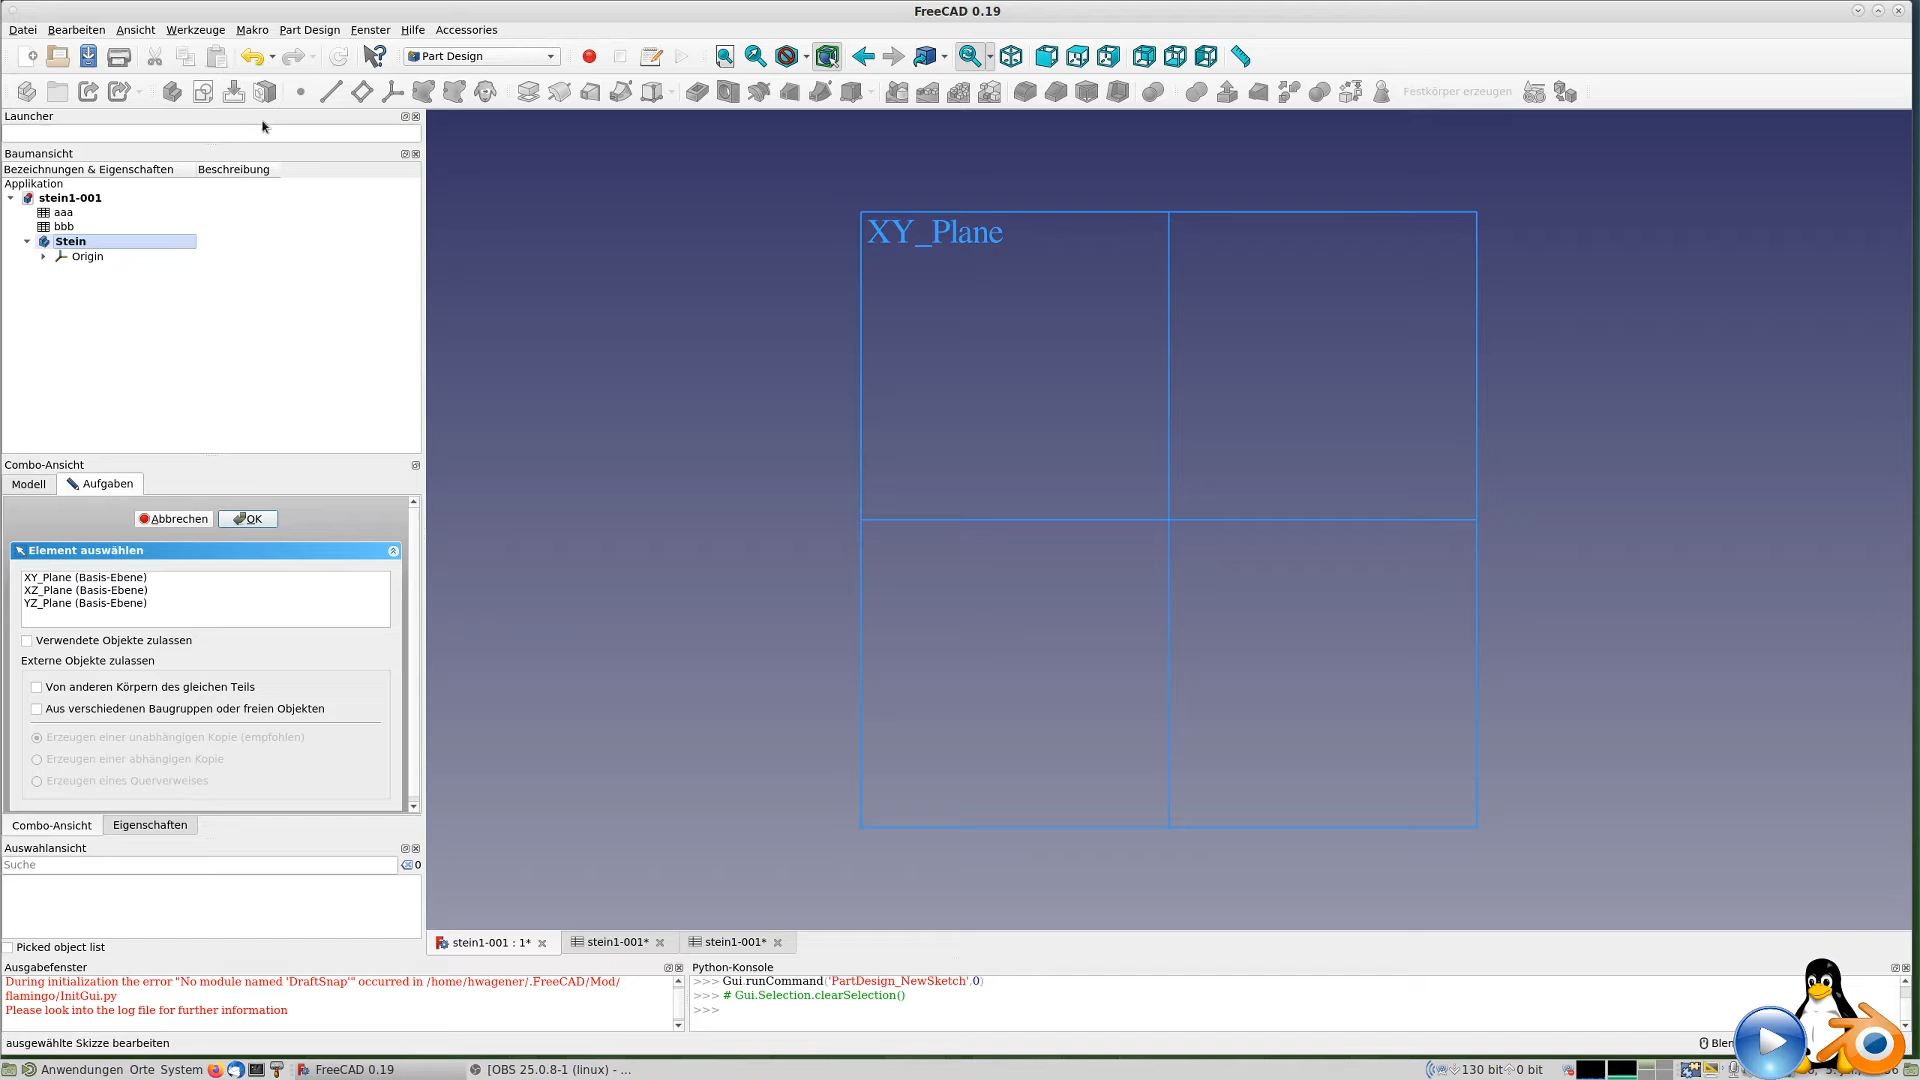 FreeCAD 0.19
Datei Bearbeiten Ansicht Werkzeuge Makro Part Design Fenster Hilfe Accessories
Part Design
Festkörper erzeugen
Launcher
Baumansicht
Bezeichnungen & Eigenschaften Beschreibung
Applikation
stein1-001
aaa
bbb
Stein
Origin
XY_Plane
Combo-Ansicht
Modell Aufgaben
Abbrechen OK
Element auswählen
XY_Plane (Basis-Ebene)
XZ_Plane (Basis-Ebene)
YZ_Plane (Basis-Ebene)
Verwendete Objekte zulassen
Externe Objekte zulassen
Von anderen Körpern des gleichen Teils
Aus verschiedenen Baugruppen oder freien Objekten
Erzeugen einer unabhängigen Kopie (empfohlen)
Erzeugen einer abhängigen Kopie
Erzeugen eines Querverweises
Combo-Ansicht Eigenschaften
Auswahlansicht
Suche 0
Picked object list
stein1-001 : 1* stein1-001* stein1-001*
Ausgabefenster
During initialization the error "No module named 'DraftSnap'" occurred in /home/hwagener/.FreeCAD/Mod/
flamingo/InitGui.py
Please look into the log file for further information
Python-Konsole
>>> Gui.runCommand('PartDesign_NewSketch',0)
>>> # Gui.Selection.clearSelection()
>>>
ausgewählte Skizze bearbeiten
Anwendungen Orte System FreeCAD 0.19 [OBS 25.0.8-1 (linux) - ... 130 bit 0 bit